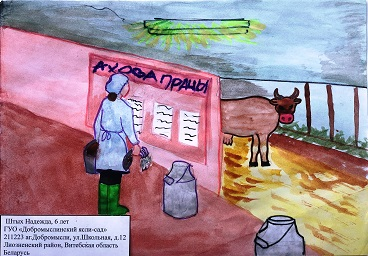 АХОВА ПРАЦЫ
Штых Надежда, 6 лет
ГУО «Добромыслинский ясли-сад»
211223 аг.Добромысли, ул.Школьная, д.12
Лиозненский район, Витебская область
Беларусь